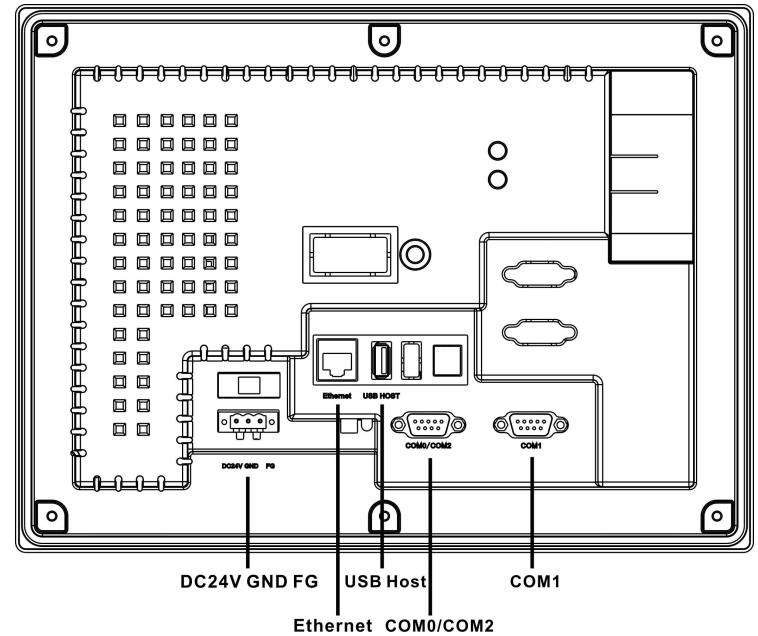 Ethernet USB HOST
COM0/COM2 COM1
DC24V GND FG
DC24V GND FG USB Host COM1
Ethernet COM0/COM2